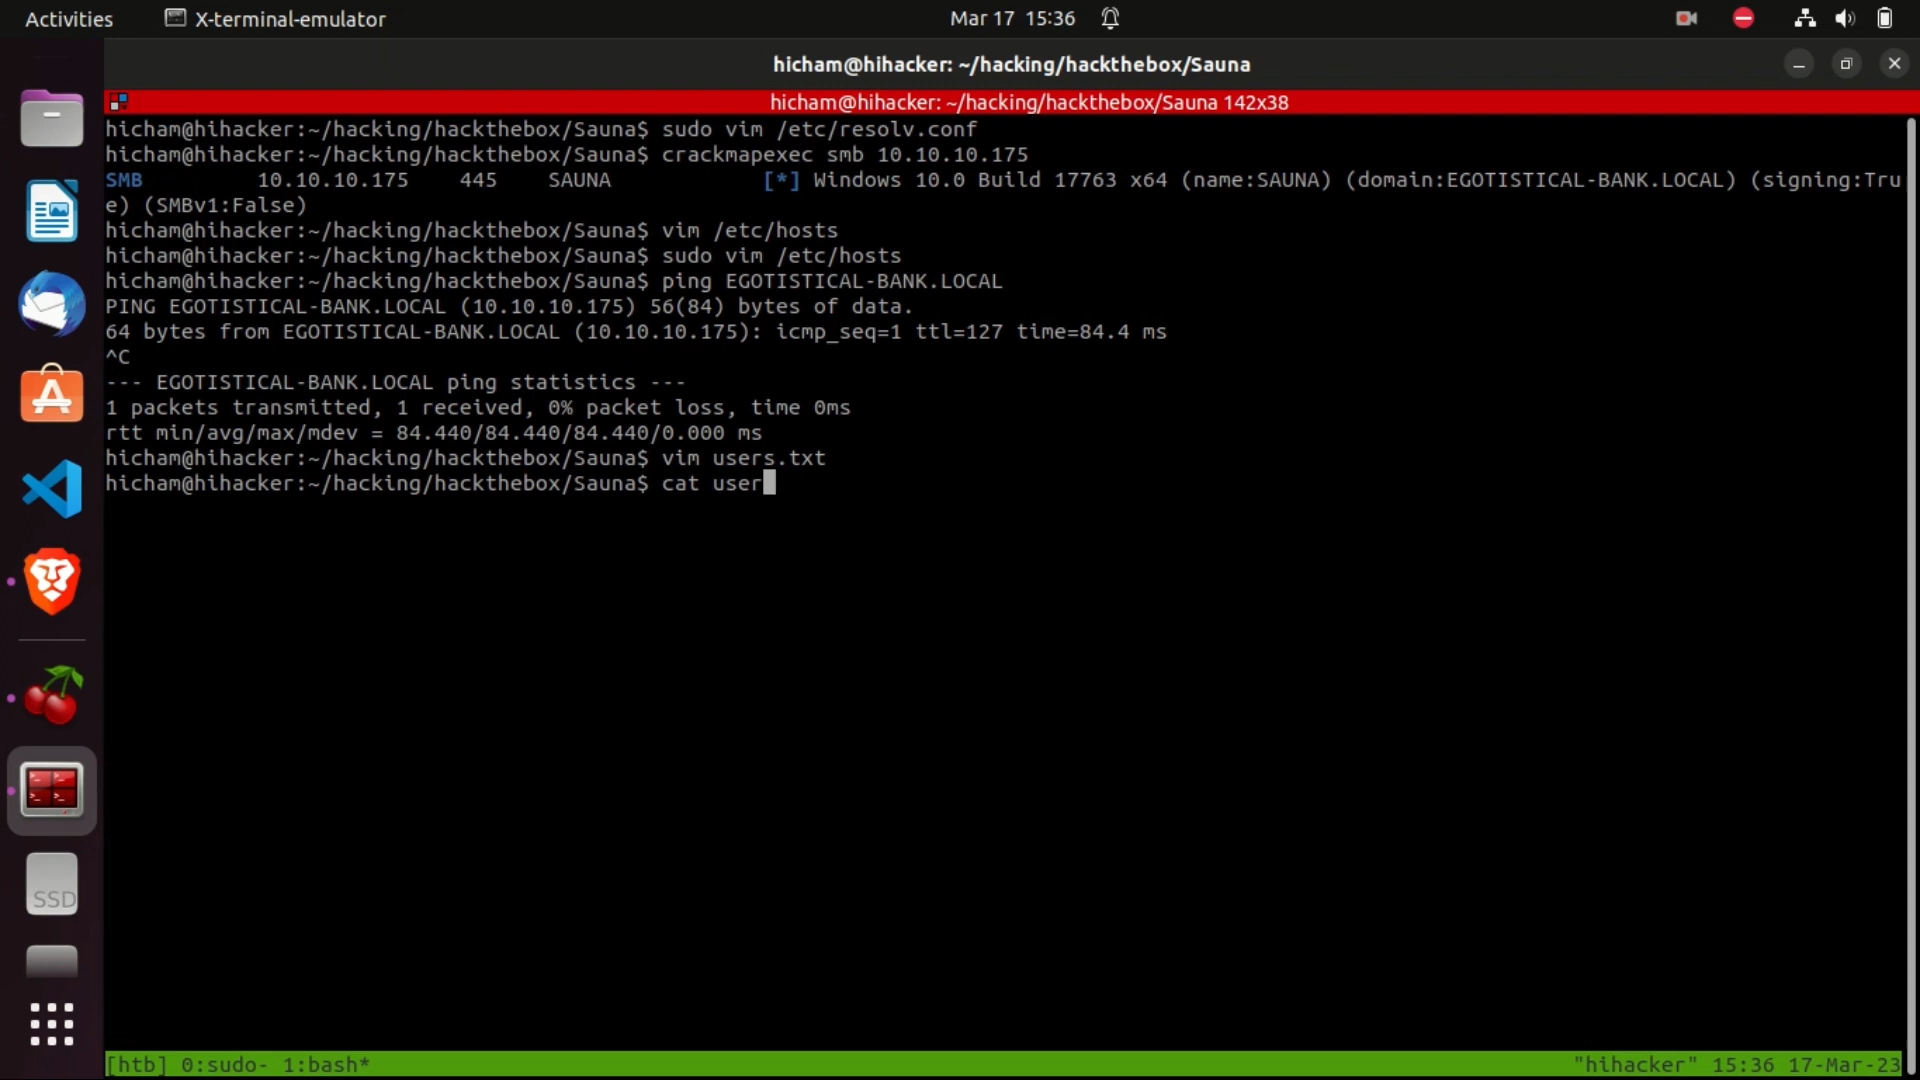 Activities
X-terminal-emulator
Mar 17 15:36
hicham@hihacker: ~/hacking/hackthebox/Sauna
hicham@hihacker: ~/hacking/hackthebox/Sauna 142x38
hicham@hihacker:~/hacking/hackthebox/Sauna$ sudo vim /etc/resolv.conf
hicham@hihacker:~/hacking/hackthebox/Sauna$ crackmapexec smb 10.10.10.175
SMB 10.10.10.175 445 SAUNA [*] Windows 10.0 Build 17763 x64 (name:SAUNA) (domain:EGOTISTICAL-BANK.LOCAL) (signing:Tru
e) (SMBv1:False)
hicham@hihacker:~/hacking/hackthebox/Sauna$ vim /etc/hosts
hicham@hihacker:~/hacking/hackthebox/Sauna$ sudo vim /etc/hosts
hicham@hihacker:~/hacking/hackthebox/Sauna$ ping EGOTISTICAL-BANK.LOCAL
PING EGOTISTICAL-BANK.LOCAL (10.10.10.175) 56(84) bytes of data.
64 bytes from EGOTISTICAL-BANK.LOCAL (10.10.10.175): icmp_seq=1 ttl=127 time=84.4 ms
^C
--- EGOTISTICAL-BANK.LOCAL ping statistics ---
1 packets transmitted, 1 received, 0% packet loss, time 0ms
rtt min/avg/max/mdev = 84.440/84.440/84.440/0.000 ms
hicham@hihacker:~/hacking/hackthebox/Sauna$ vim users.txt
hicham@hihacker:~/hacking/hackthebox/Sauna$ cat user
SSD
[htb] 0:sudo- 1:bash*
"hihacker" 15:36 17-Mar-23